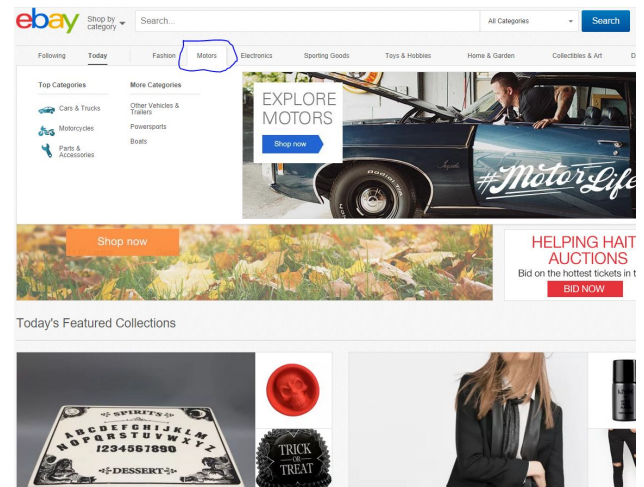 ebay
Shop by
category
Search...
All Categories
Search
Following
Today
Fashion
Motors
Electronics
Sporting Goods
Toys & Hobbies
Home & Garden
Collectibles & Art
D
Top Categories
More Categories
Cars & Trucks
Other Vehicles &
Trailers
Motorcycles
Powersports
Parts &
Accessories
Boats
EXPLORE
MOTORS
Shop now
Radial T/A
#MotorLife
Shop now
HELPING HAIT
AUCTIONS
Bid on the hottest tickets in t
BID NOW
Today's Featured Collections
SPIRITS
ABCDEFGHIJKLM
NOPQRSTUVWXYZ
1234567890
DESSERT
TRICK
OR
TREAT
NYX